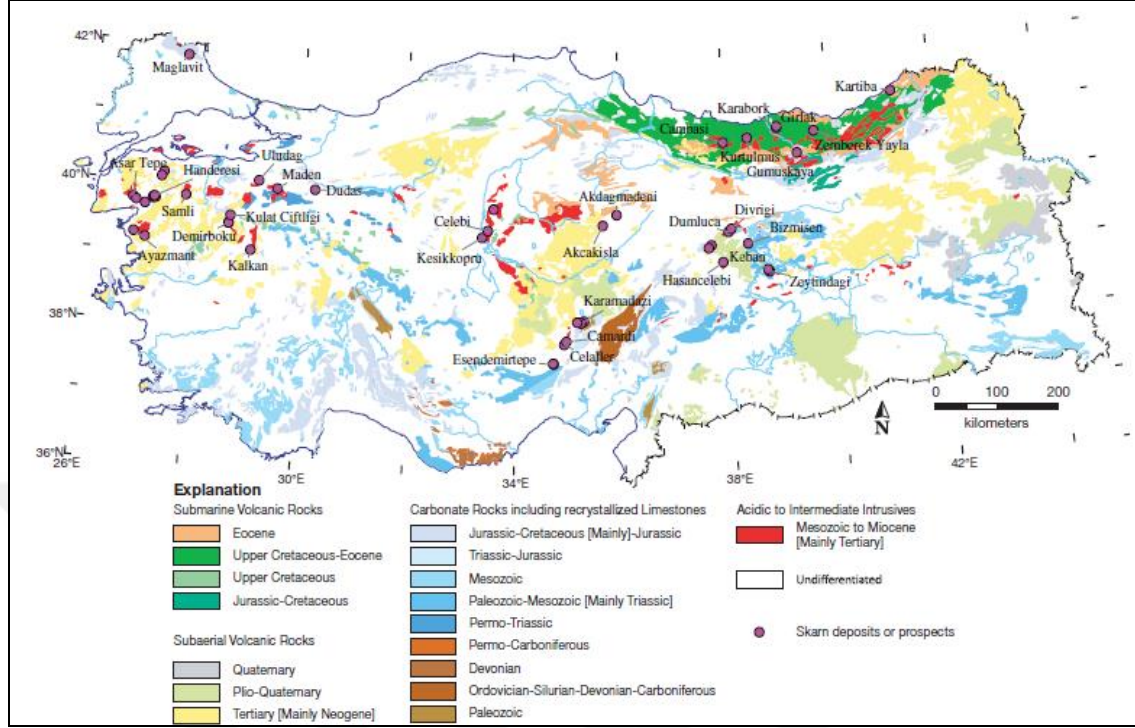 42°N
Maglavit
Kartiba
Karabork
Girlak
Camnasi
Zemberek Yayla
Kurtulmus
Gumuskaya
Asar Tepe
Handeresi
Uludag
Maden
40°N
Dudas
Samli
Kulat Ciftligi
Demirboku
Ayazmant
Kalkan
Celebi
Kesikkopru
Akdagmadeni
Akcakisla
Dumluca
Divrigi
Bizmisen
Keban
Hasancelebi
Zeytindagi
38°N
Karamadazi
Camardi
Celaller
Esendemirtepe
0 100 200
kilometers
N
36°N
26°E
30°E
34°E
38°E
42°E
Explanation
Submarine Volcanic Rocks
Eocene
Upper Cretaceous-Eocene
Upper Cretaceous
Jurassic-Cretaceous
Subaerial Volcanic Rocks
Quaternary
Plio-Quaternary
Tertiary [Mainly Neogene]
Carbonate Rocks including recrystallized Limestones
Jurassic-Cretaceous [Mainly]-Jurassic
Triassic-Jurassic
Mesozoic
Paleozoic-Mesozoic [Mainly Triassic]
Permo-Triassic
Permo-Carboniferous
Devonian
Ordovician-Silurian-Devonian-Carboniferous
Paleozoic
Acidic to Intermediate Intrusives
Mesozoic to Miocene
[Mainly Tertiary]
Undifferentiated
Skarn deposits or prospects